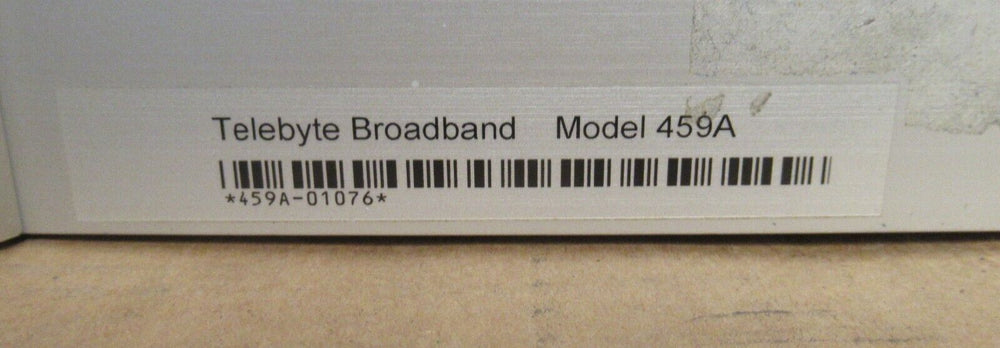 Telebyte Broadband Model 459A
*459A-01076*